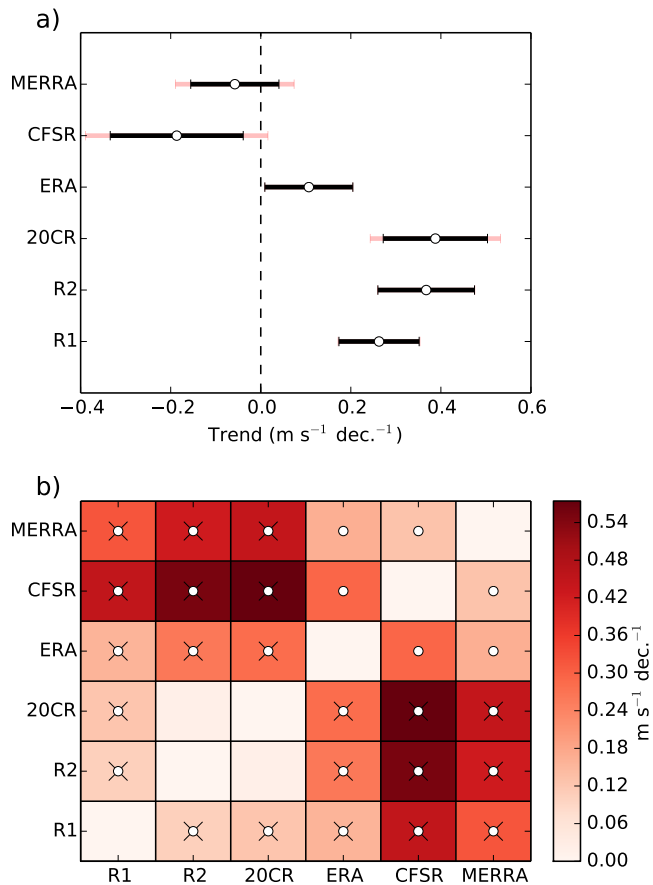 a)
MERRA
CFSR
ERA
20CR
R2
R1
−0.4 −0.2 0.0 0.2 0.4 0.6
Trend (m s⁻¹ dec.⁻¹)
b)
MERRA
CFSR
ERA
20CR
R2
R1
R1 R2 20CR ERA CFSR MERRA
0.54
0.48
0.42
0.36
0.30
0.24
0.18
0.12
0.06
0.00
m s⁻¹ dec.⁻¹